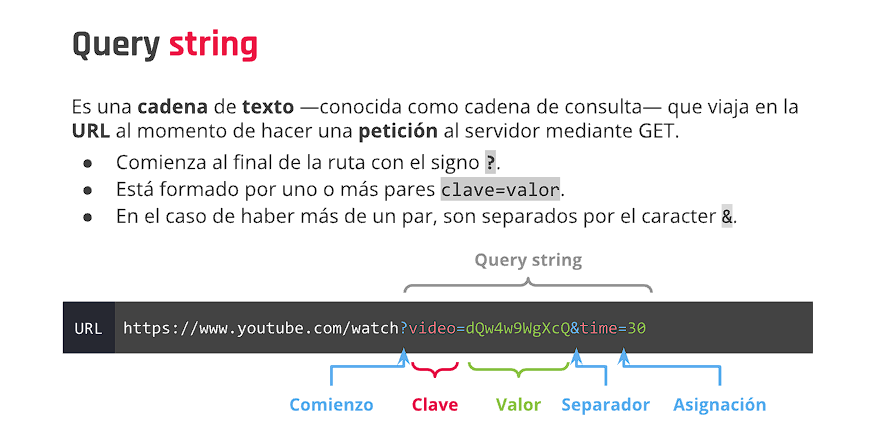 Query string
Es una cadena de texto —conocida como cadena de consulta— que viaja en la
URL al momento de hacer una petición al servidor mediante GET.
● Comienza al final de la ruta con el signo ?.
● Está formado por uno o más pares clave=valor.
● En el caso de haber más de un par, son separados por el caracter &.
Query string
URL https://www.youtube.com/watch?video=dQw4w9WgXcQ&time=30
Comienzo Clave Valor Separador Asignación